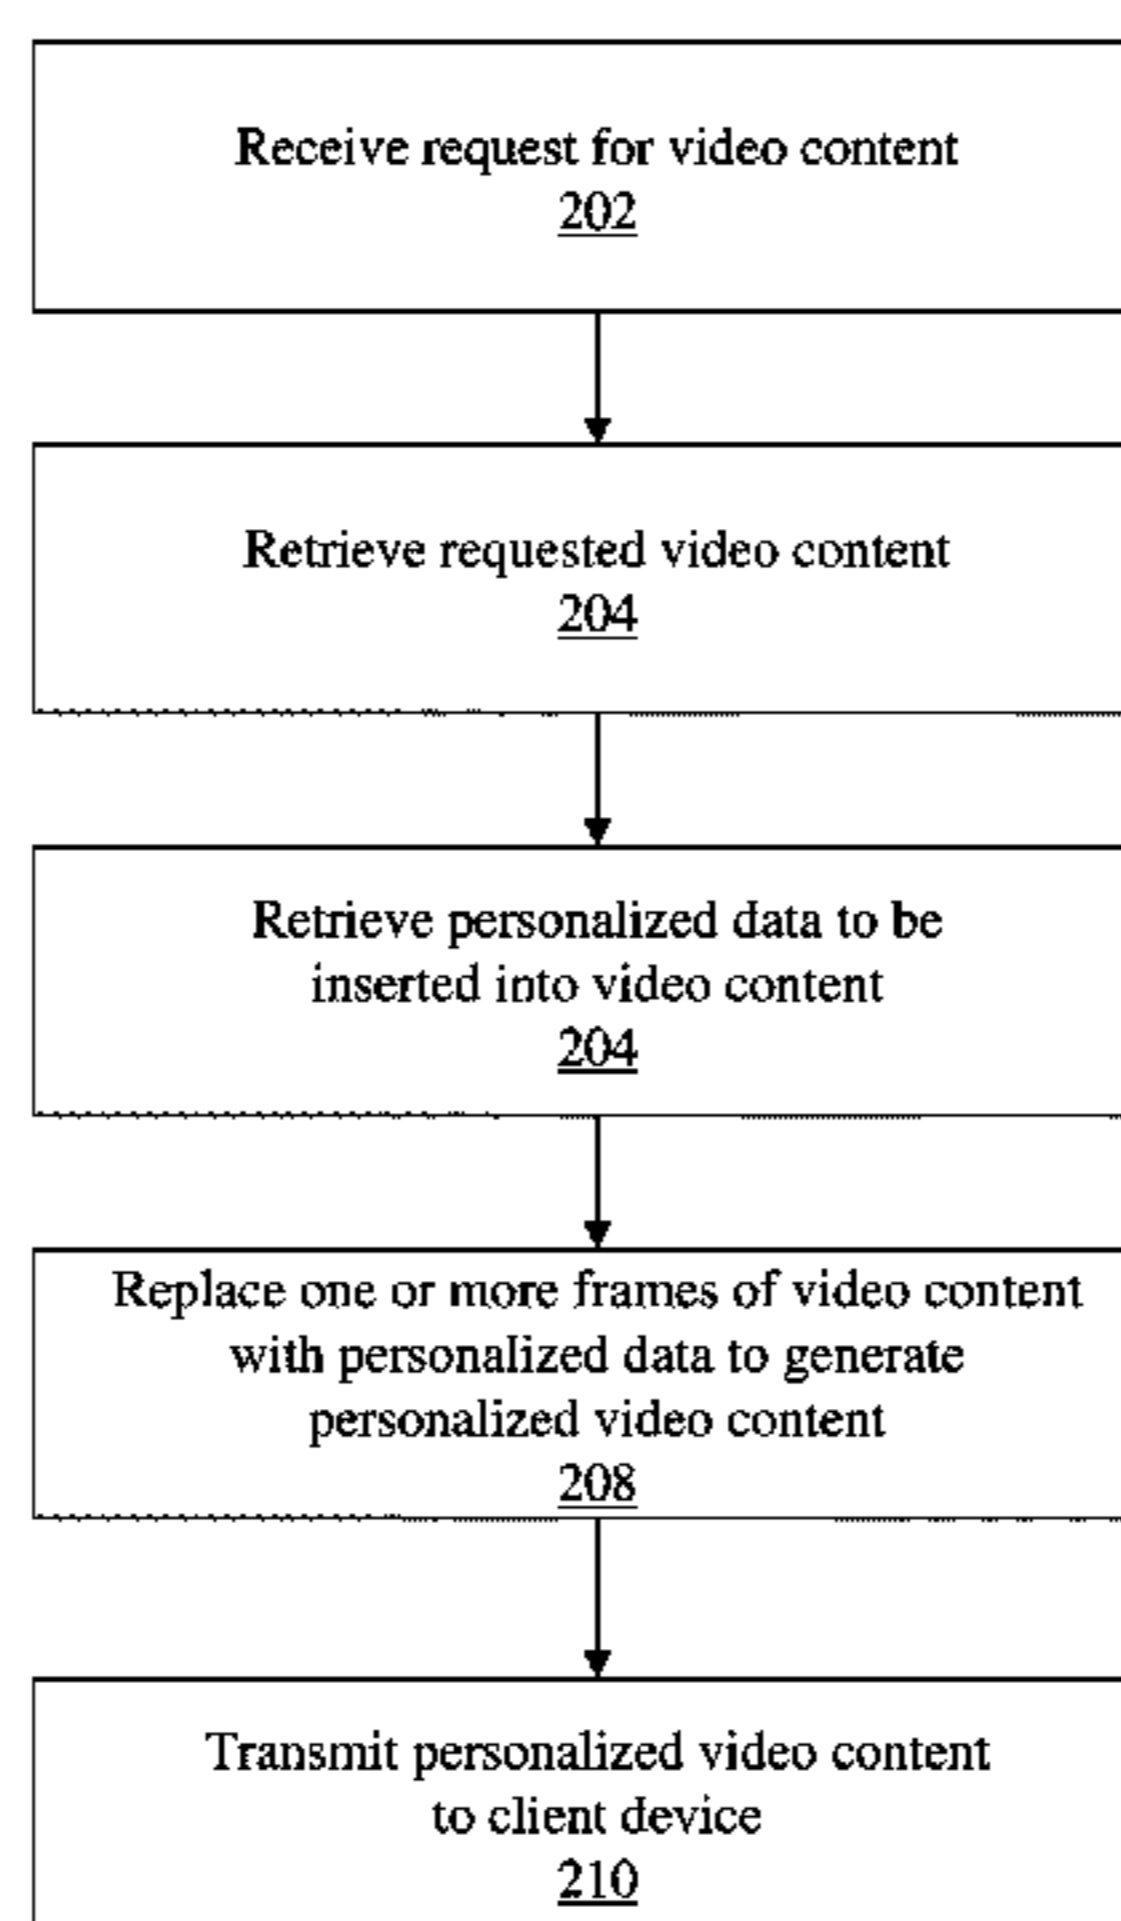 Receive request for video content
202
Retrieve requested video content
204
Retrieve personalized data to be
inserted into video content
204
Replace one or more frames of video content
with personalized data to generate
personalized video content
208
Transmit personalized video content
to client device
210